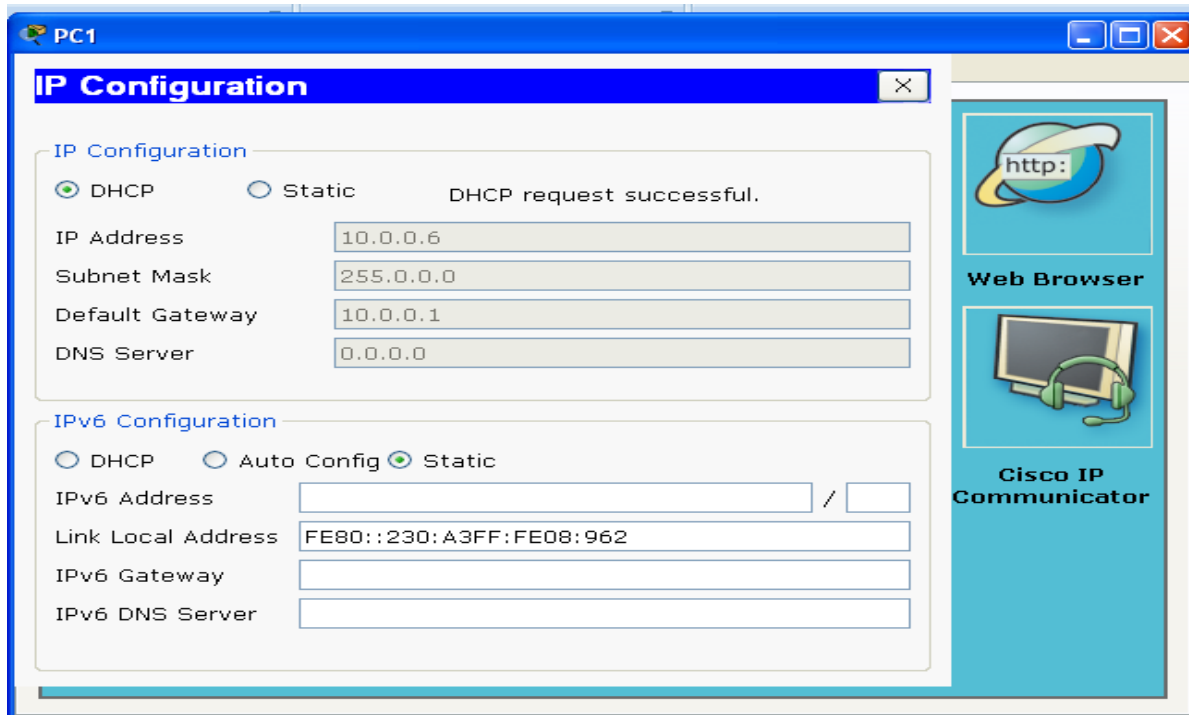 PC1
IP Configuration
IP Configuration
DHCP Static DHCP request successful.
IP Address 10.0.0.6
Subnet Mask 255.0.0.0
Default Gateway 10.0.0.1
DNS Server 0.0.0.0
IPv6 Configuration
DHCP Auto Config Static
IPv6 Address /
Link Local Address FE80::230:A3FF:FE08:962
IPv6 Gateway
IPv6 DNS Server
http:
Web Browser
Cisco IP
Communicator